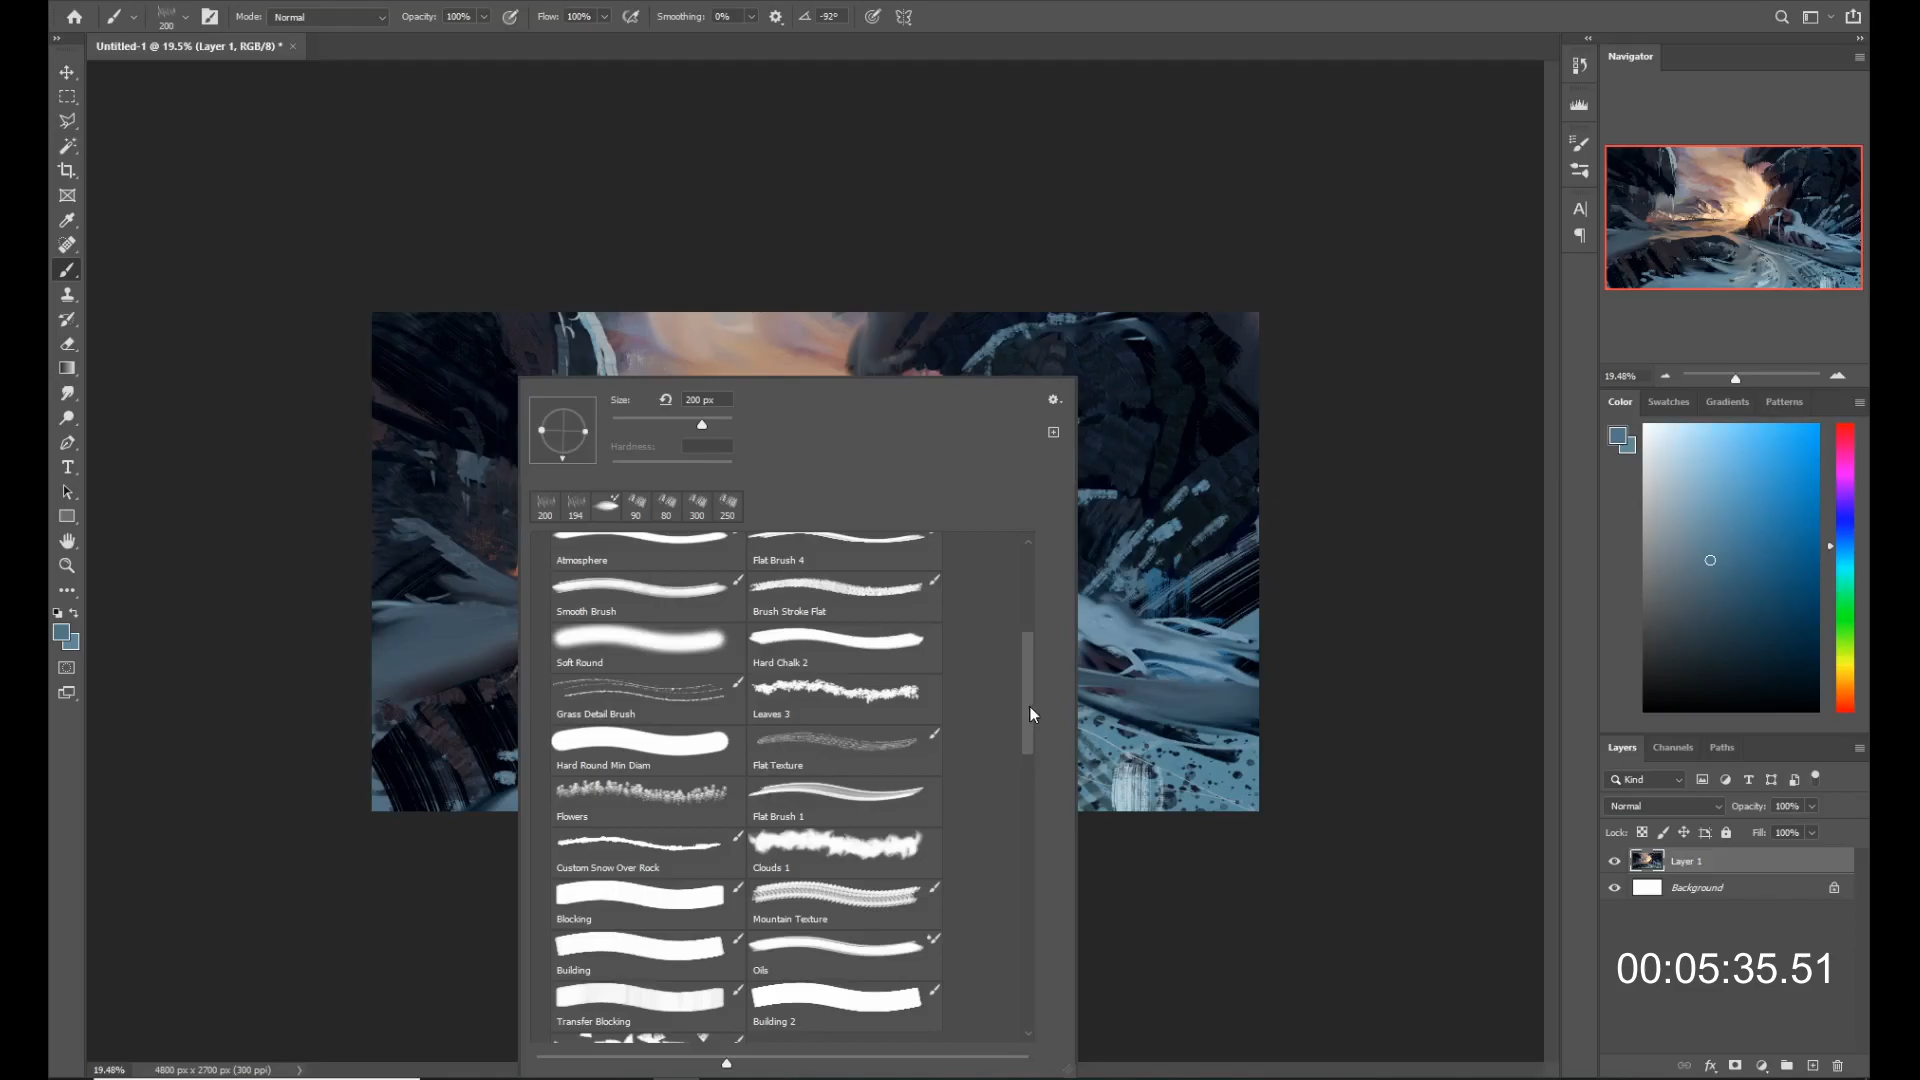 200 Mode: Normal Opacity: 100% Flow: 100% Smoothing: 0% -92°
Untitled-1 @ 19.5% (Layer 1, RGB/8) *
Navigator
19.48%
Color Swatches Gradients Patterns
Size: 200 px
Hardness:
200 194 90 80 300 250
Atmosphere Flat Brush 4
Smooth Brush Brush Stroke Flat
Soft Round Hard Chalk 2
Grass Detail Brush Leaves 3
Hard Round Min Diam Flat Texture
Flowers Flat Brush 1
Custom Snow Over Rock Clouds 1
Blocking Mountain Texture
Building Oils
Transfer Blocking Building 2
Layers Channels Paths
Kind
Normal Opacity: 100%
Lock: Fill: 100%
Layer 1
Background
00:05:35.51
19.48% 4800 px x 2700 px (300 ppi)